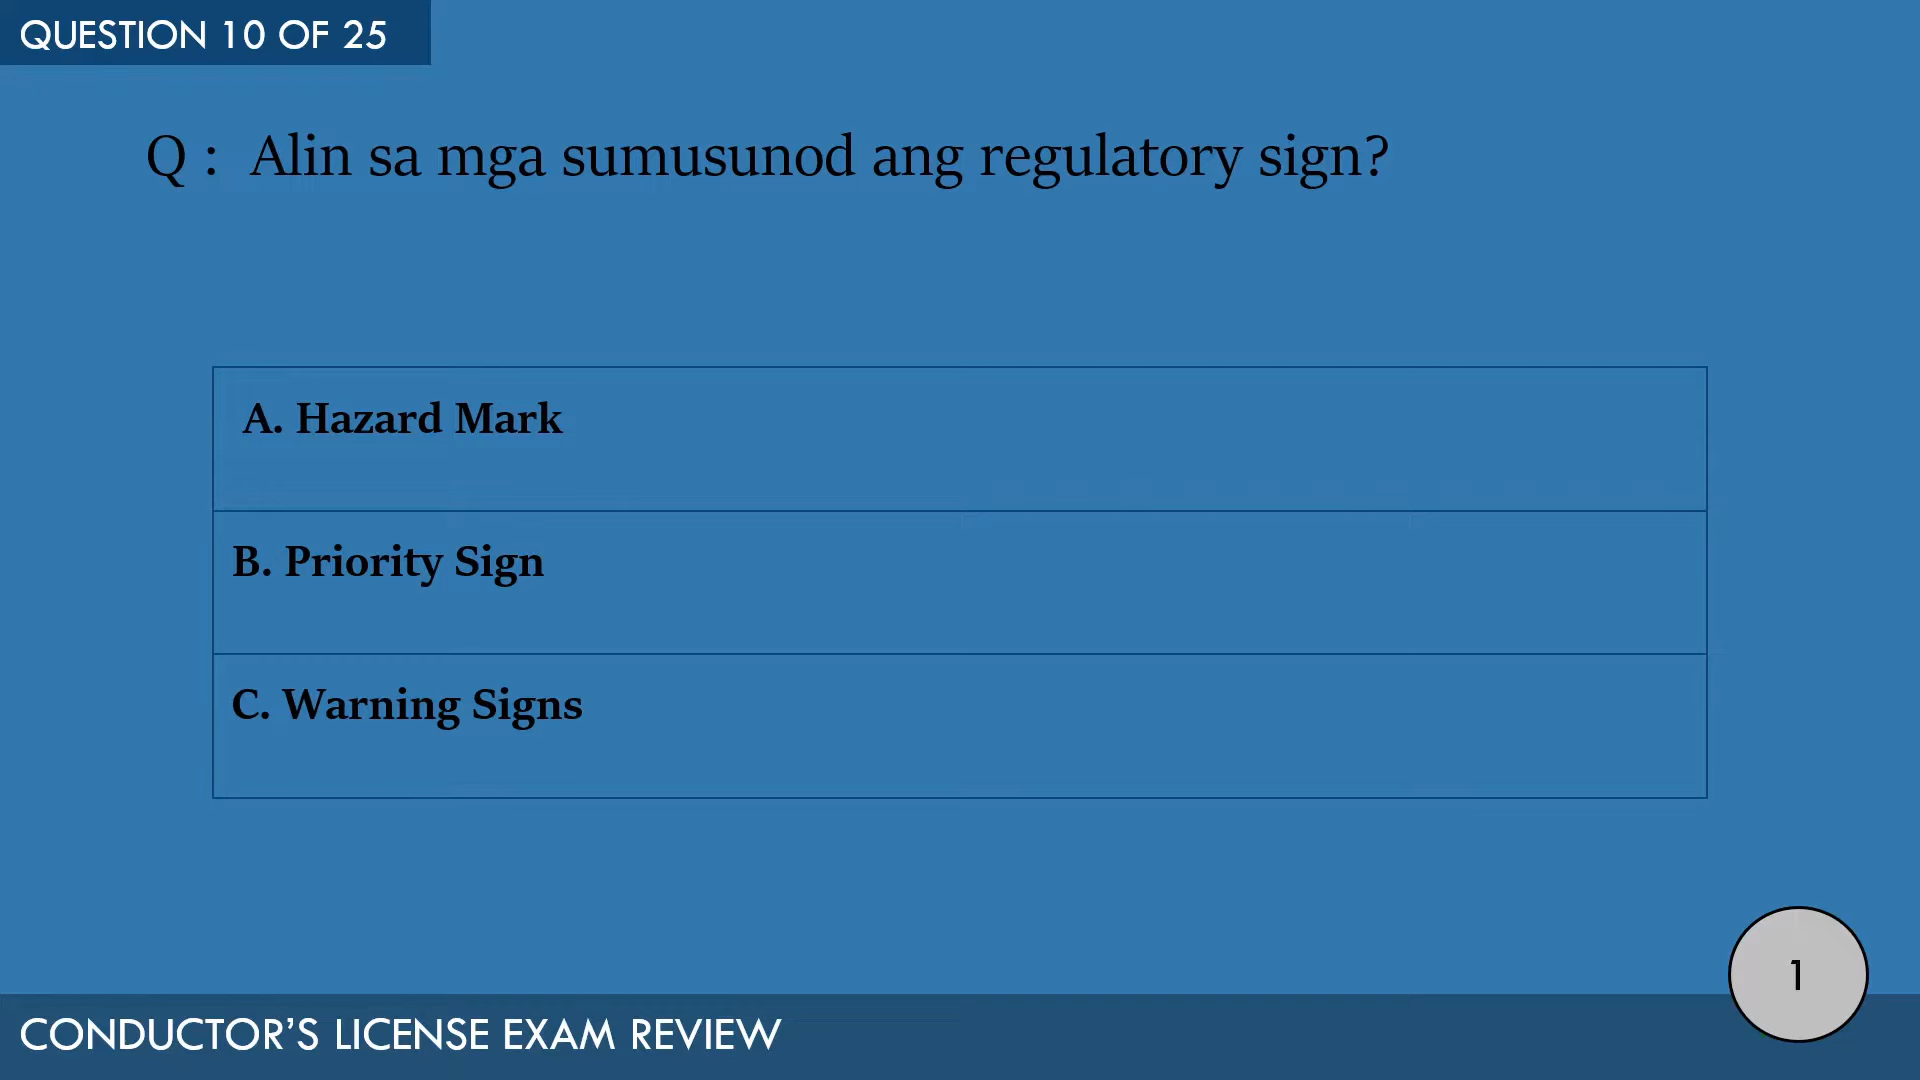 QUESTION 10 OF 25
Q : Alin sa mga sumusunod ang regulatory sign?
A. Hazard Mark
B. Priority Sign
C. Warning Signs
1
CONDUCTOR’S LICENSE EXAM REVIEW